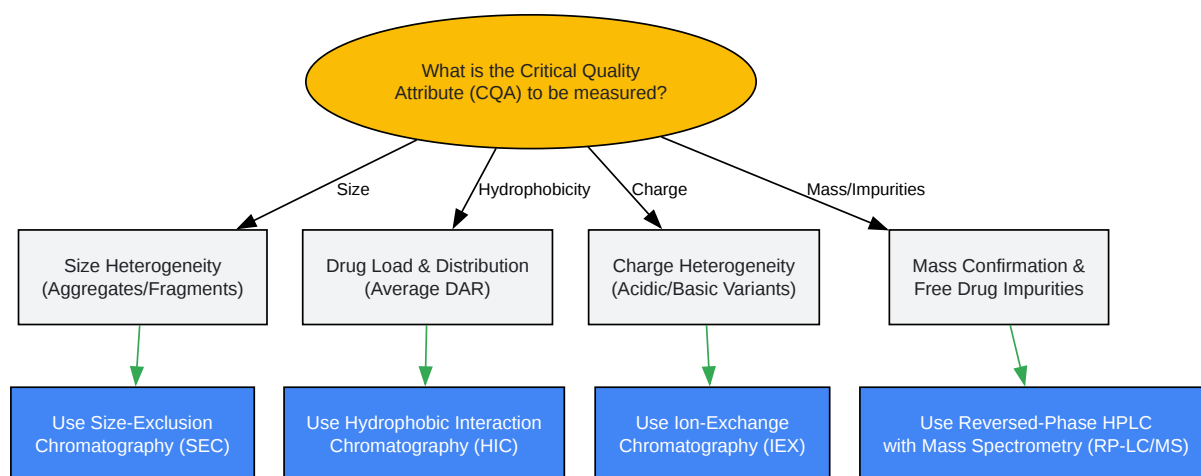 What is the Critical Quality
Attribute (CQA) to be measured?
Size
Hydrophobicity
Charge
Mass/Impurities
Size Heterogeneity
(Aggregates/Fragments)
Drug Load & Distribution
(Average DAR)
Charge Heterogeneity
(Acidic/Basic Variants)
Mass Confirmation &
Free Drug Impurities
Use Size-Exclusion
Chromatography (SEC)
Use Hydrophobic Interaction
Chromatography (HIC)
Use Ion-Exchange
Chromatography (IEX)
Use Reversed-Phase HPLC
with Mass Spectrometry (RP-LC/MS)